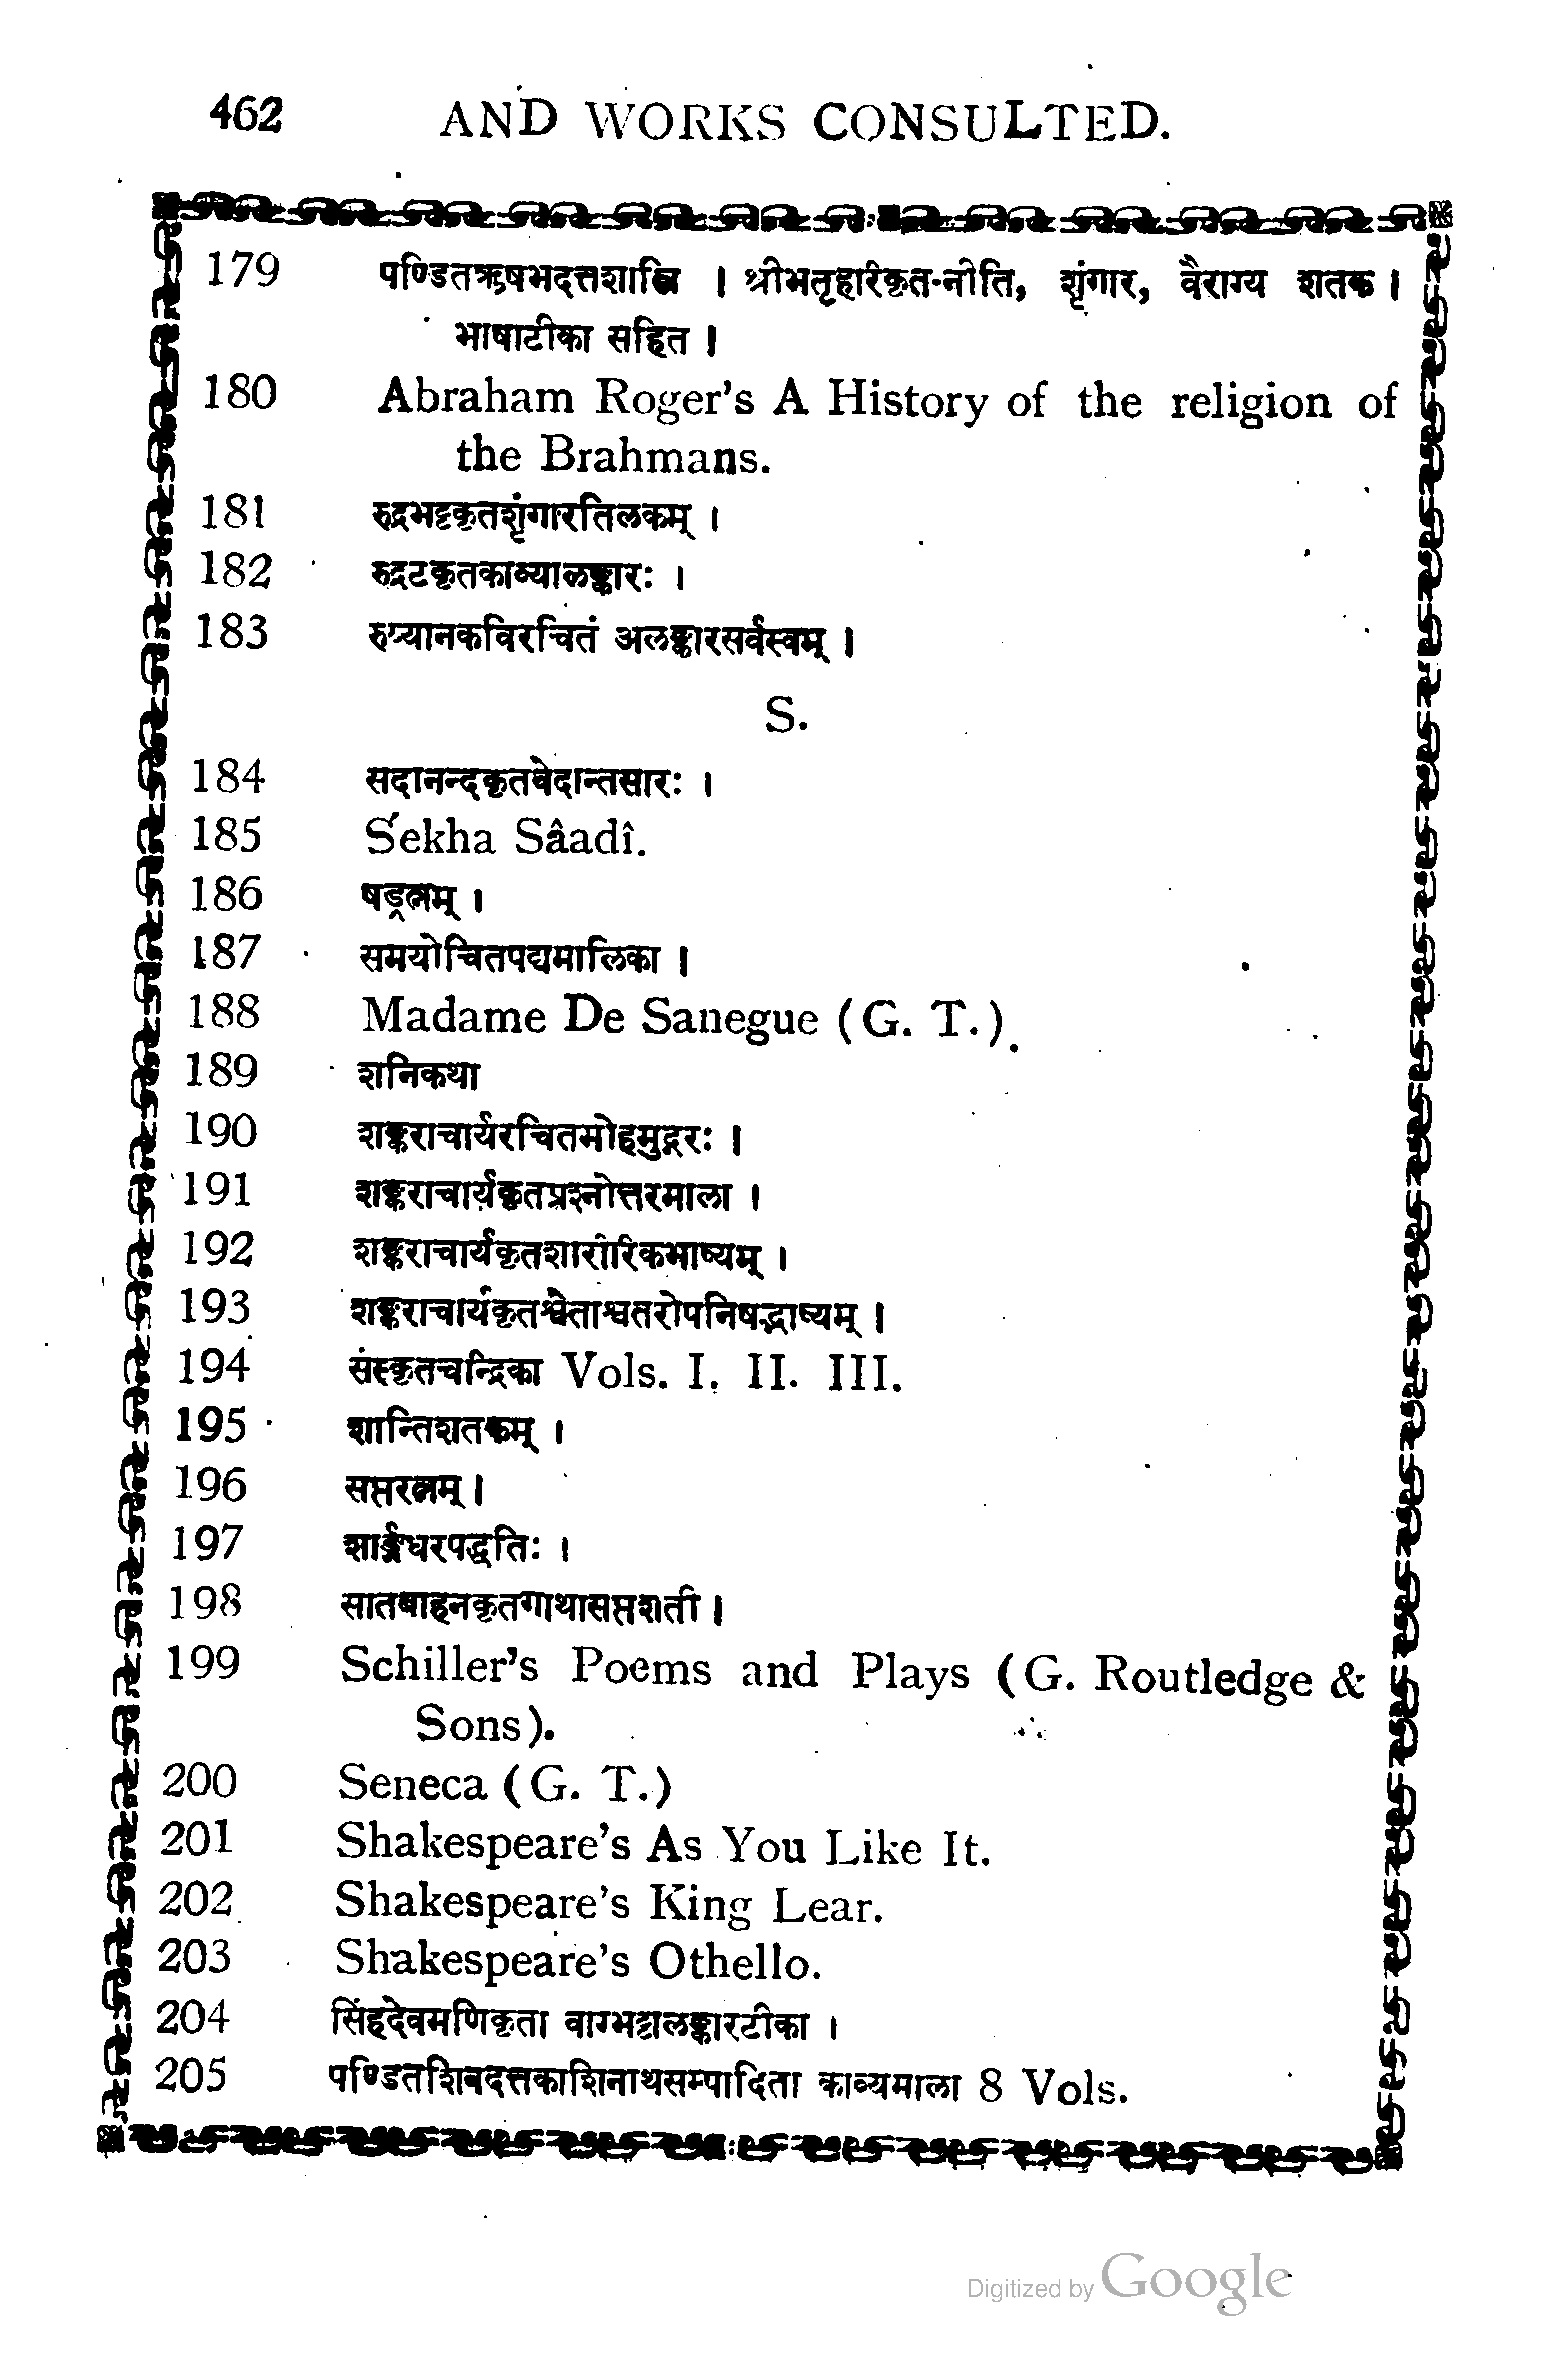 462 AND WORKS CONSULTED.
179 पण्डितऋषभदत्तशास्त्रि । श्रीभतृहारिकृत-नीति, शृंगार, वैराग्य शतक ।
भाषाटीका सहित ।
180 Abraham Roger's A History of the religion of
the Brahmans.
181 रुद्रभट्टकृतशृंगारतिलकम् ।
182 रुद्रटकृतकाव्यालङ्कारः ।
183 रुप्यानकविरचितं अलङ्कारसर्वस्वम् ।
S.
184 सदानन्दकृतवेदान्तसारः ।
185 S'ekha Sâadî.
186 षड्रत्नम् ।
187 समयोचितपद्यमालिका ।
188 Madame De Sanegue (G. T.).
189 शनिकथा
190 शङ्कराचार्यरचितमोहमुद्गरः ।
191 शङ्कराचार्यकृतप्रश्नोत्तरमाला ।
192 शङ्कराचार्यकृतशारीरिकभाष्यम् ।
193 शङ्कराचार्यकृतश्वेताश्वतरोपनिषद्भाष्यम् ।
194 संस्कृतचन्द्रिका Vols. I. II. III.
195 शान्तिशतकम् ।
196 सप्तरत्नम् ।
197 शार्ङ्गधरपद्धतिः ।
198 सातवाहनकृतगाथासप्तशती ।
199 Schiller's Poems and Plays (G. Routledge &
Sons).
200 Seneca (G. T.)
201 Shakespeare's As You Like It.
202 Shakespeare's King Lear.
203 Shakespeare's Othello.
204 सिंहदेवमणिकृता वाग्भट्टालङ्कारटीका ।
205 पण्डितशिवदत्तकाशिनाथसम्पादिता काव्यमाला 8 Vols.
Digitized by Google